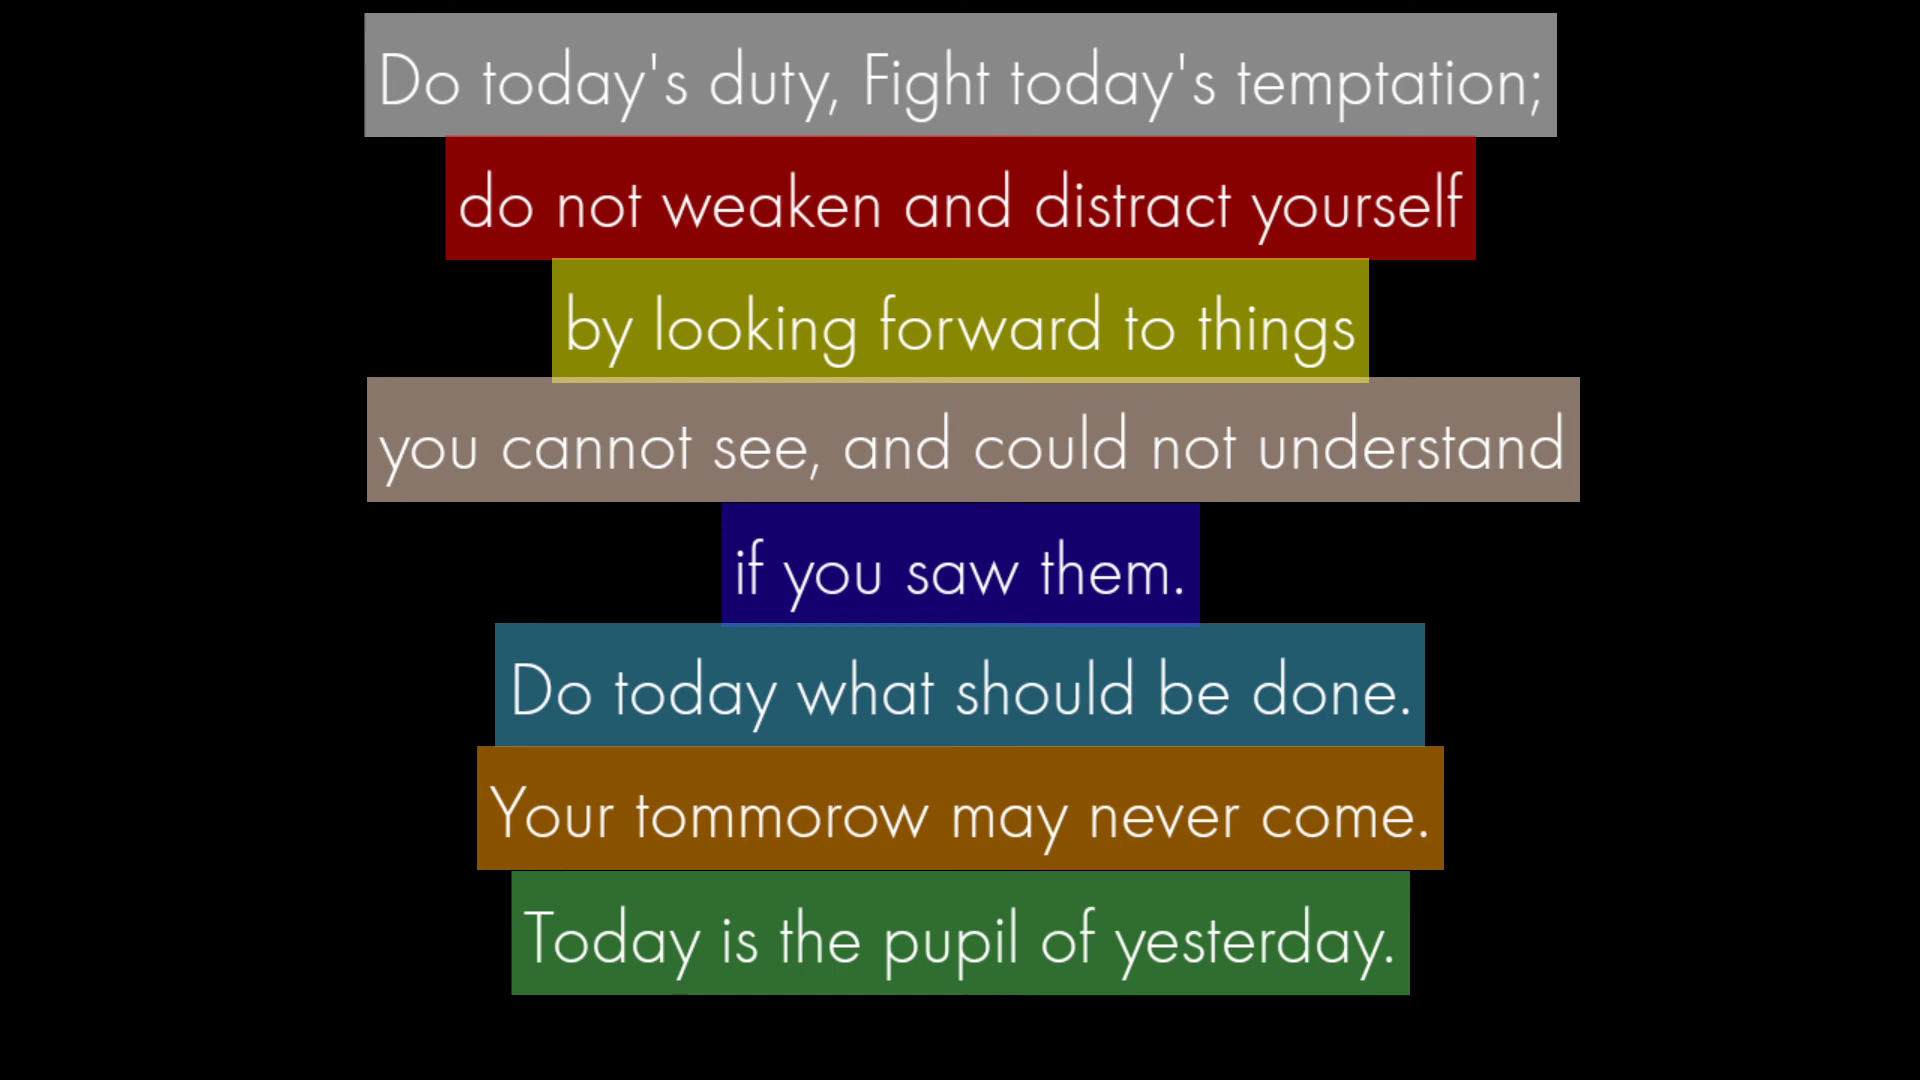 Do today's duty, Fight today's temptation;
do not weaken and distract yourself
by looking forward to things
you cannot see, and could not understand
if you saw them.
Do today what should be done.
Your tommorow may never come.
Today is the pupil of yesterday.